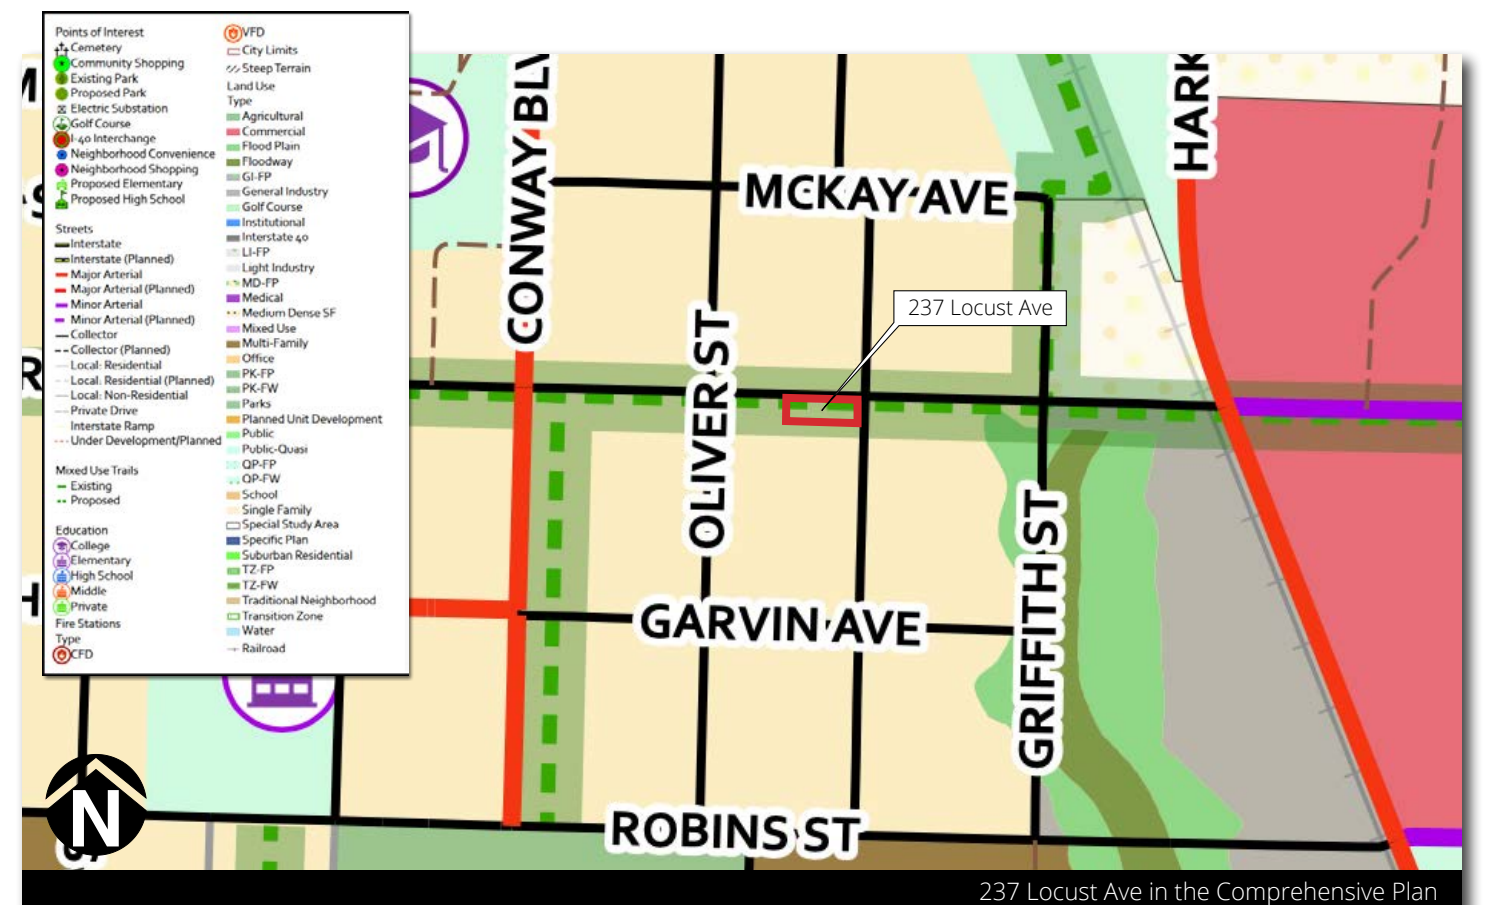 Points of Interest
Cemetery
Community Shopping
Existing Park
Proposed Park
Electric Substation
Golf Course
I-40 Interchange
Neighborhood Convenience
Neighborhood Shopping
Proposed Elementary
Proposed High School
Streets
Interstate
Interstate (Planned)
Major Arterial
Major Arterial (Planned)
Minor Arterial
Minor Arterial (Planned)
Collector
Collector (Planned)
Local: Residential
Local: Residential (Planned)
Local: Non-Residential
Private Drive
Interstate Ramp
Under Development/Planned
Mixed Use Trails
Existing
Proposed
Education
College
Elementary
High School
Middle
Private
Fire Stations
Type
CFD
VFD
City Limits
Steep Terrain
Land Use
Type
Agricultural
Commercial
Flood Plain
Floodway
GI-FP
General Industry
Golf Course
Institutional
Interstate 40
LI-FP
Light Industry
MD-FP
Medical
Medium Dense SF
Mixed Use
Multi-Family
Office
PK-FP
PK-FW
Parks
Planned Unit Development
Public
Public-Quasi
QP-FP
QP-FW
School
Single Family
Special Study Area
Specific Plan
Suburban Residential
TZ-FP
TZ-FW
Traditional Neighborhood
Transition Zone
Water
Railroad
CONWAY BLV
HARK
MCKAY AVE
237 Locust Ave
OLIVER ST
GRIFFITH ST
GARVIN AVE
ROBINS ST
N
237 Locust Ave in the Comprehensive Plan